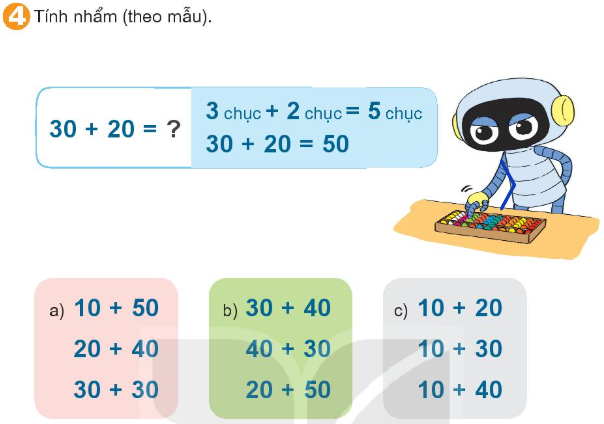 4 Tính nhẩm (theo mẫu).
30 + 20 = ?
3 chục + 2 chục = 5 chục
30 + 20 = 50
a) 10 + 50
20 + 40
30 + 30
b) 30 + 40
40 + 30
20 + 50
c) 10 + 20
10 + 30
10 + 40